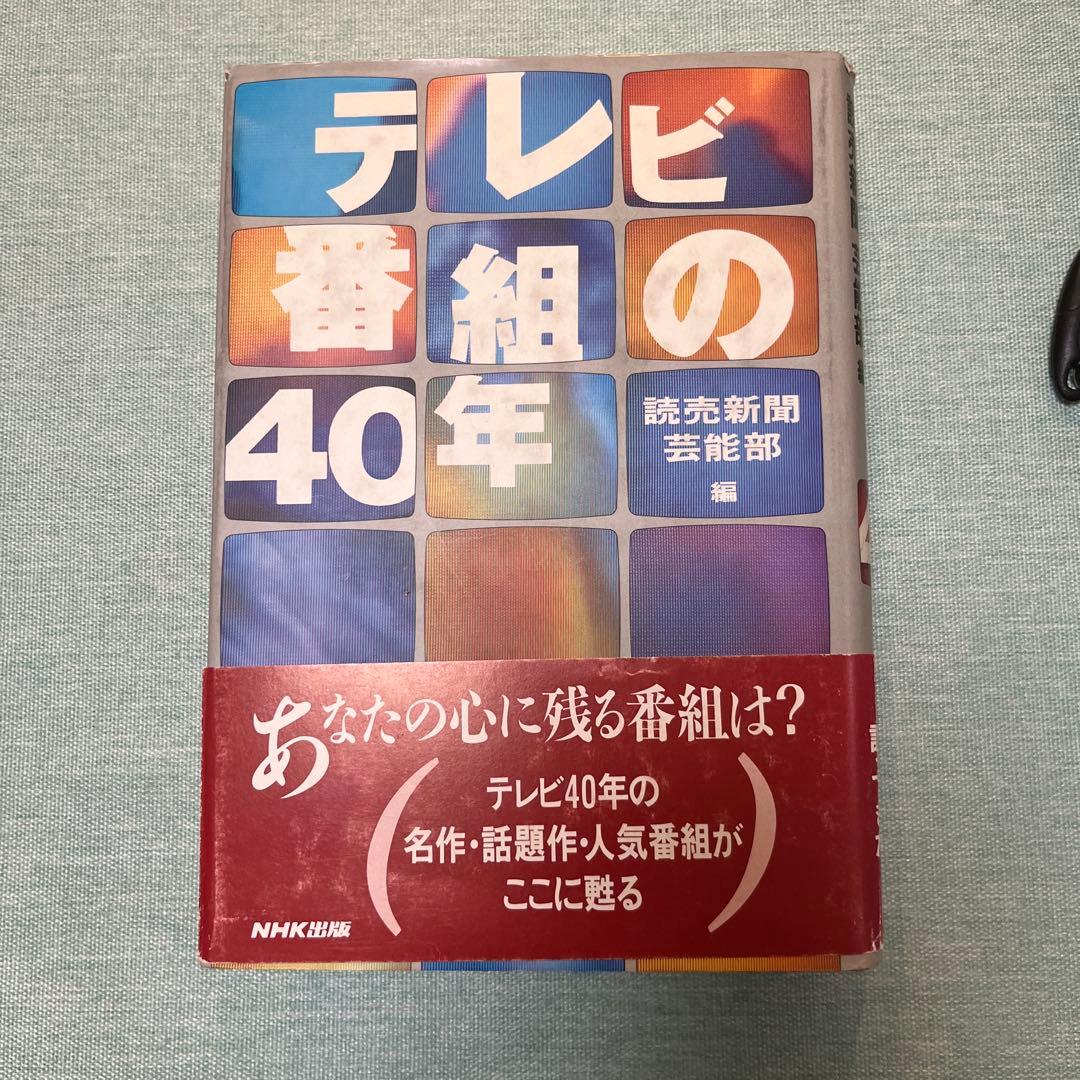 テレビ
番組の
40年
読売新聞
芸能部
編
あなたの心に残る番組は?
テレビ40年の
名作・話題作・人気番組が
ここに甦る
NHK出版